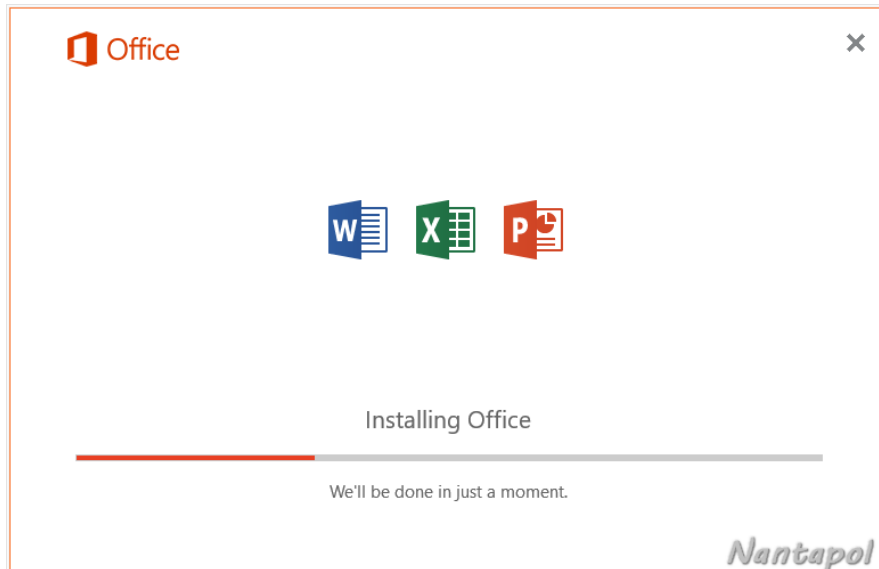 Office
W X P
Installing Office
We'll be done in just a moment.
Nantapol